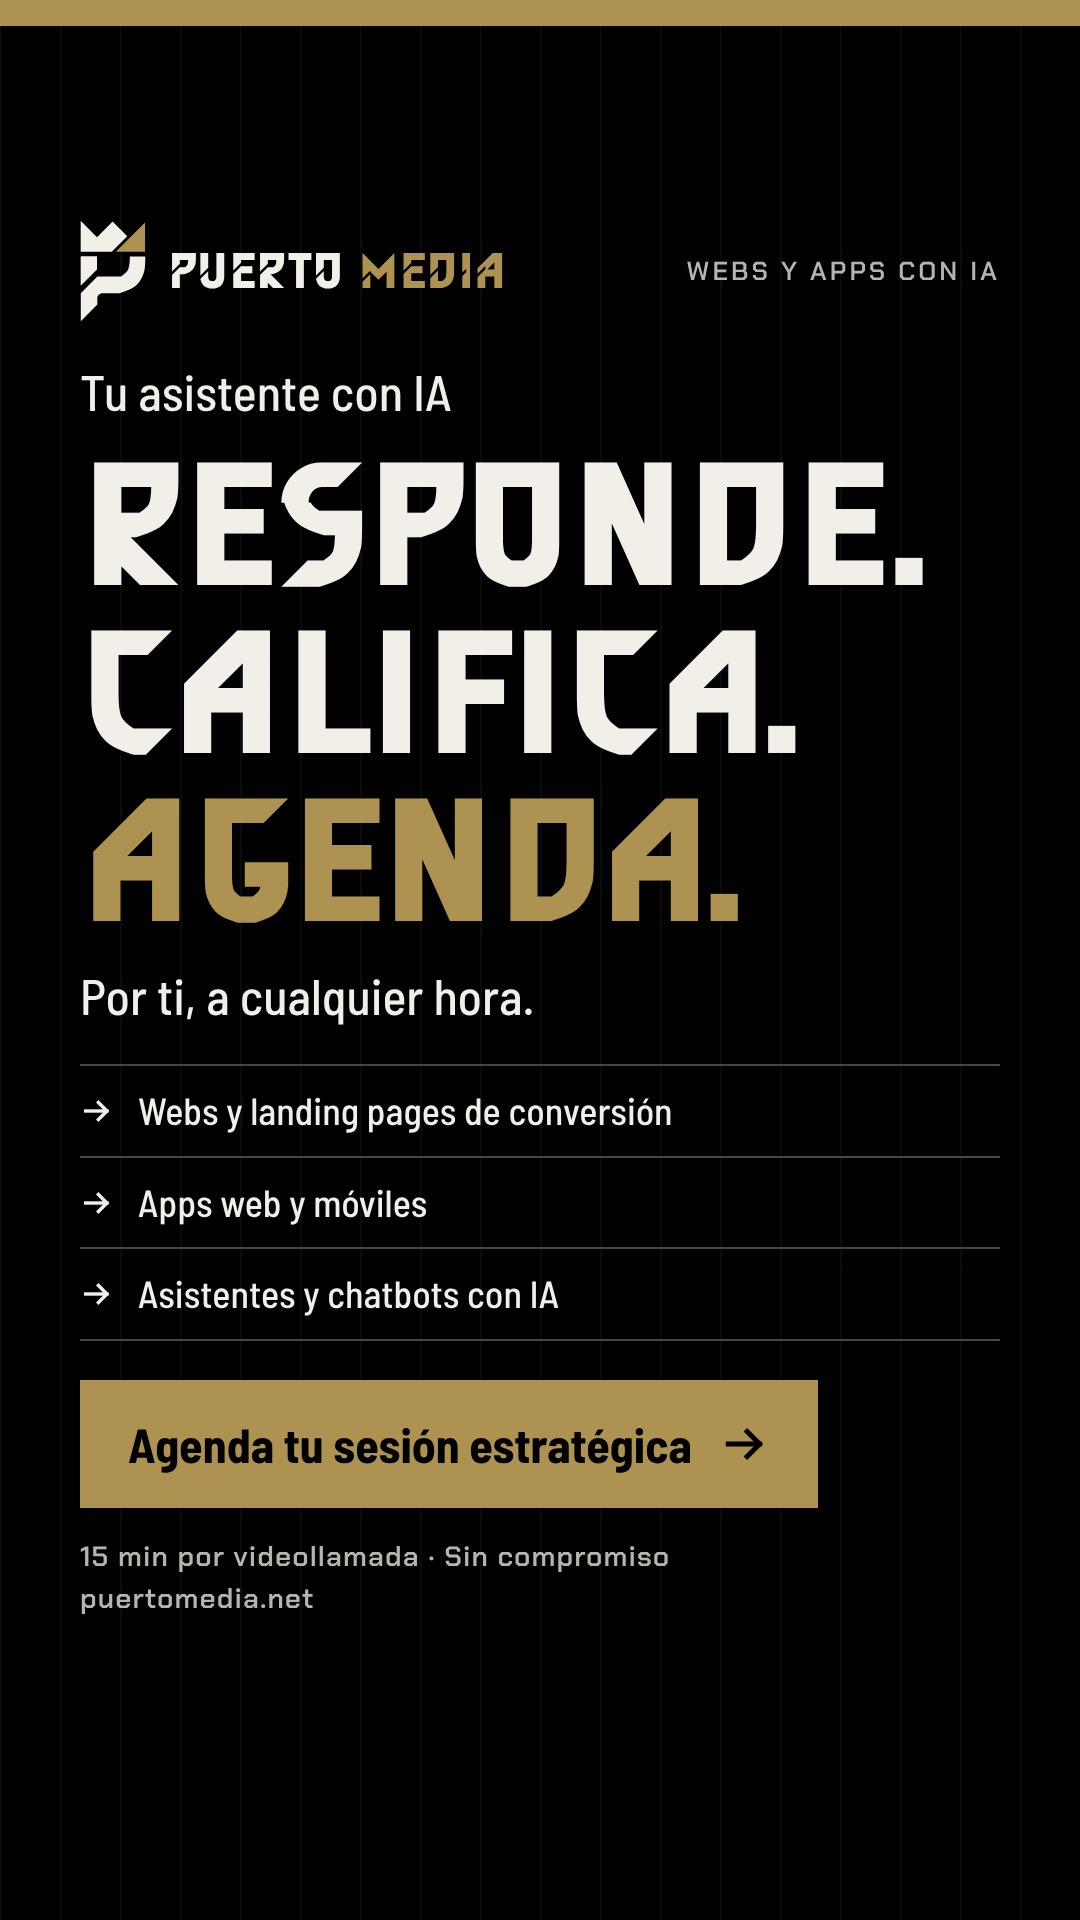 PUERTO MEDIA
WEBS Y APPS CON IA
Tu asistente con IA
RESPONDE.
CALIFICA.
AGENDA.
Por ti, a cualquier hora.
→ Webs y landing pages de conversión
→ Apps web y móviles
→ Asistentes y chatbots con IA
Agenda tu sesión estratégica →
15 min por videollamada · Sin compromiso
puertomedia.net